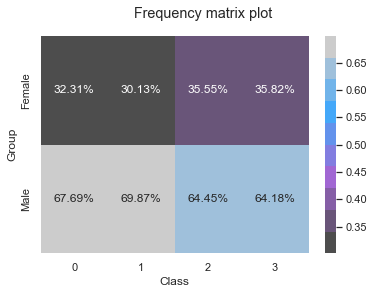 Frequency matrix plot
Female
Male
Group
32.31% 30.13% 35.55% 35.82%
67.69% 69.87% 64.45% 64.18%
0 1 2 3
Class
0.65
0.60
0.55
0.50
0.45
0.40
0.35